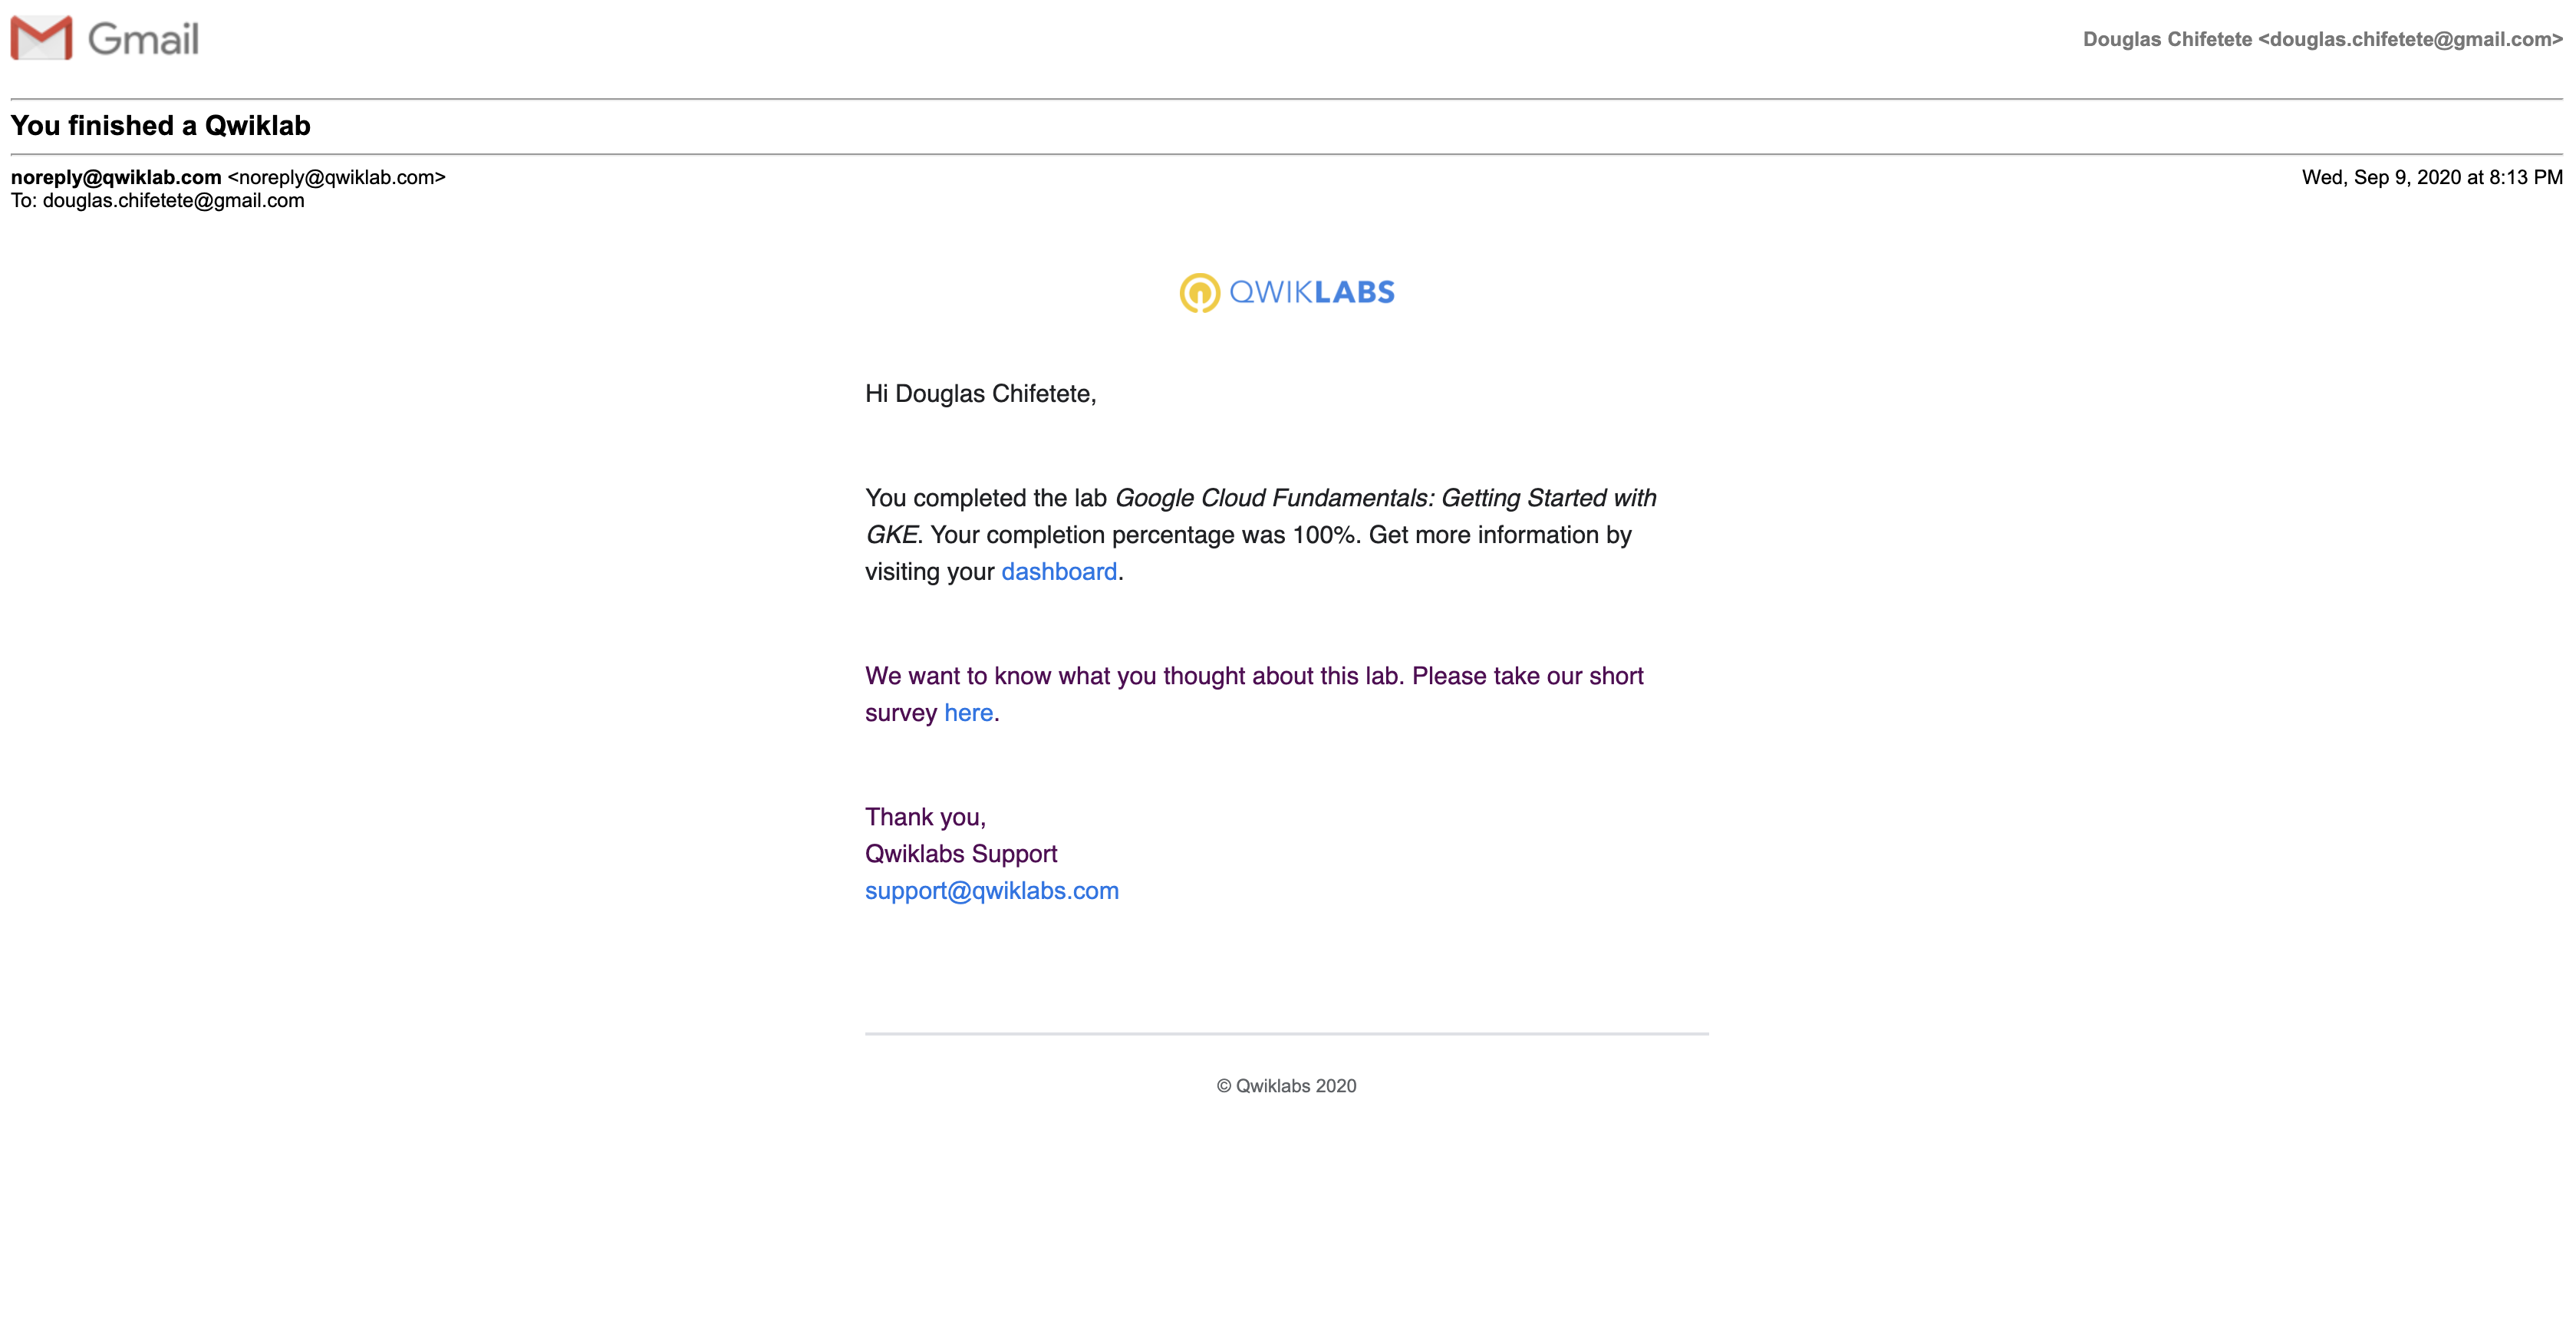 Gmail
Douglas Chifetete <douglas.chifetete@gmail.com>
You finished a Qwiklab
noreply@qwiklab.com <noreply@qwiklab.com>
Wed, Sep 9, 2020 at 8:13 PM
To: douglas.chifetete@gmail.com
QWIKLABS
Hi Douglas Chifetete,
You completed the lab Google Cloud Fundamentals: Getting Started with
GKE. Your completion percentage was 100%. Get more information by
visiting your dashboard.
We want to know what you thought about this lab. Please take our short
survey here.
Thank you,
Qwiklabs Support
support@qwiklabs.com
© Qwiklabs 2020